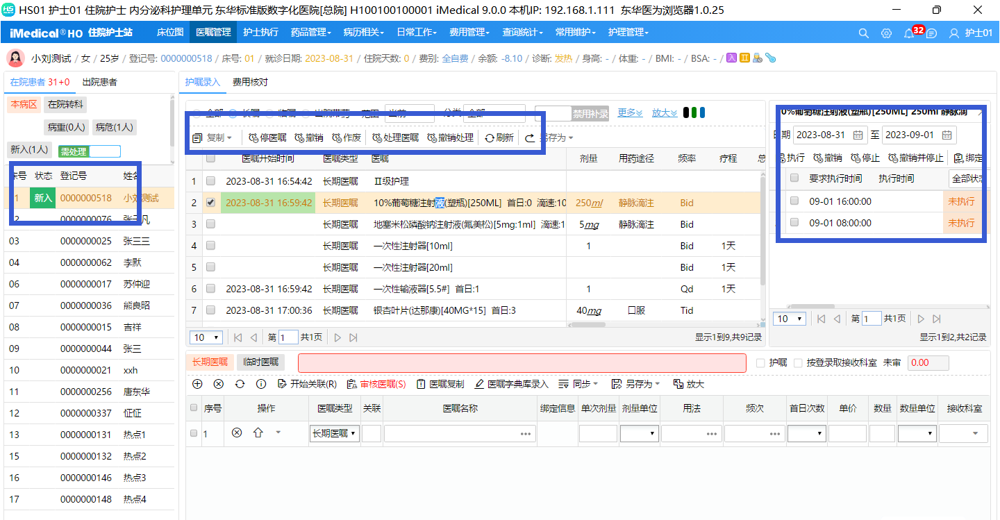 HS01 护士01 住院护士 内分泌科护理单元 东华标准版数字化医院[总院] H100100100001 iMedical 9.0.0 本机IP: 192.168.1.111 东华医为浏览器1.0.25
iMedical® HO 住院护士站 床位图 医嘱管理 护士执行 药品管理 病历相关 日常工作 费用管理 查询统计 常用维护 护理管理 32 护士01
小刘测试 / 女 / 25岁 / 登记号: 0000000518 / 床号: 01 / 就诊日期: 2023-08-31 / 住院天数: 0 / 费别: 全自费 / 余额: -8.10 / 诊断: 发热 / 身高: - / 体重: - / BMI: - / BSA: - /
在院患者 31+0 出院患者
本病区 在院转科
病重(0人) 病危(1人)
新入(1人) 需处理
床号 状态 登记号 姓名
01 新入 0000000518 小刘测试
02 0000000076
03 0000000025 张三三
04 0000000062 李默
06 0000000017 苏仲迎
07 0000000036 熊良昭
08 0000000015 吉祥
09 0000000044 张三
10 0000000021 xxh
11 0000000256 唐东华
12 0000000337 怔怔
13 0000000131 热点1
15 0000000132 热点2
16 0000000146 热点3
17 0000000148 热点4
护嘱录入 费用核对
全部 长嘱 临嘱 出院带药 范围 当前 分类 全部 禁用补录 更多 放大
复制 停医嘱 撤销 作废 处理医嘱 撤销处理 刷新 另存为
医嘱开始时间 医嘱类型 医嘱 剂量 用药途径 频率 疗程 总
1 2023-08-31 16:54:42 长期医嘱 Ⅱ级护理
2 2023-08-31 16:59:42 长期医嘱 10%葡萄糖注射液(塑瓶)[250ML] 首日:0 滴速:10 250ml 静脉滴注 Bid
3 长期医嘱 地塞米松磷酸钠注射液(氟美松)[5mg:1ml] 滴速:1 5mg 静脉滴注 Bid
4 长期医嘱 一次性注射器[10ml] 1 Bid 1天
5 长期医嘱 一次性注射器[20ml] Bid 1天
6 2023-08-31 16:59:42 长期医嘱 一次性输液器[5.5#] 首日:1 1 Qd 1天
7 2023-08-31 17:00:36 长期医嘱 银杏叶片(达那康)[40MG*15] 首日:3 40mg 口服 Tid
10 第 1 共1页 显示1到9,共9记录
10%葡萄糖注射液(塑瓶)[250ML] 250ml 静脉滴
日期 2023-08-31 至 2023-09-01
执行 撤销 停止 撤销并停止 绑定
要求执行时间 执行时间 全部状态
09-01 16:00:00 未执行
09-01 08:00:00 未执行
10 第 1 共1页
显示1到2,共2记录
长期医嘱 临时医嘱 护嘱 按登录取接收科室 未审 0.00
开始关联(R) 审核医嘱(S) 医嘱复制 医嘱字典库录入 同步 另存为 放大
序号 操作 医嘱类型 关联 医嘱名称 绑定信息 单次剂量 剂量单位 用法 频次 首日次数 单价 数量 数量单位 接收科室
1 长期医嘱